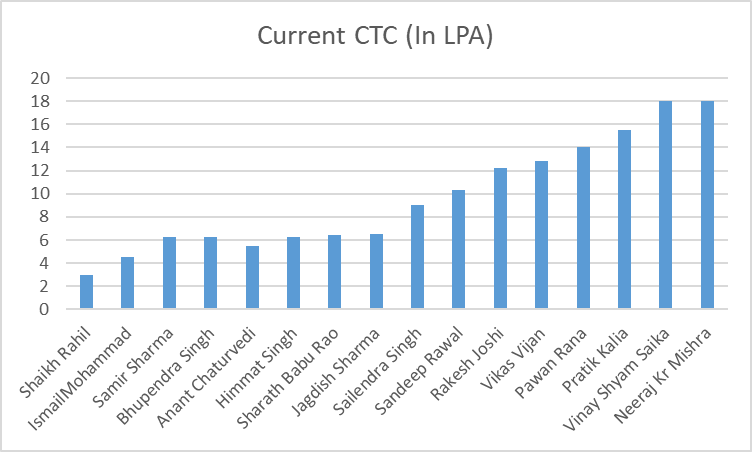 Current CTC (In LPA)
20
18
16
14
12
10
8
6
4
2
0
Shaikh Rahil
IsmailMohammad
Samir Sharma
Bhupendra Singh
Anant Chaturvedi
Himmat Singh
Sharath Babu Rao
Jagdish Sharma
Sailendra Singh
Sandeep Rawal
Rakesh Joshi
Vikas Vijan
Pawan Rana
Pratik Kalia
Vinay Shyam Saika
Neeraj Kr Mishra